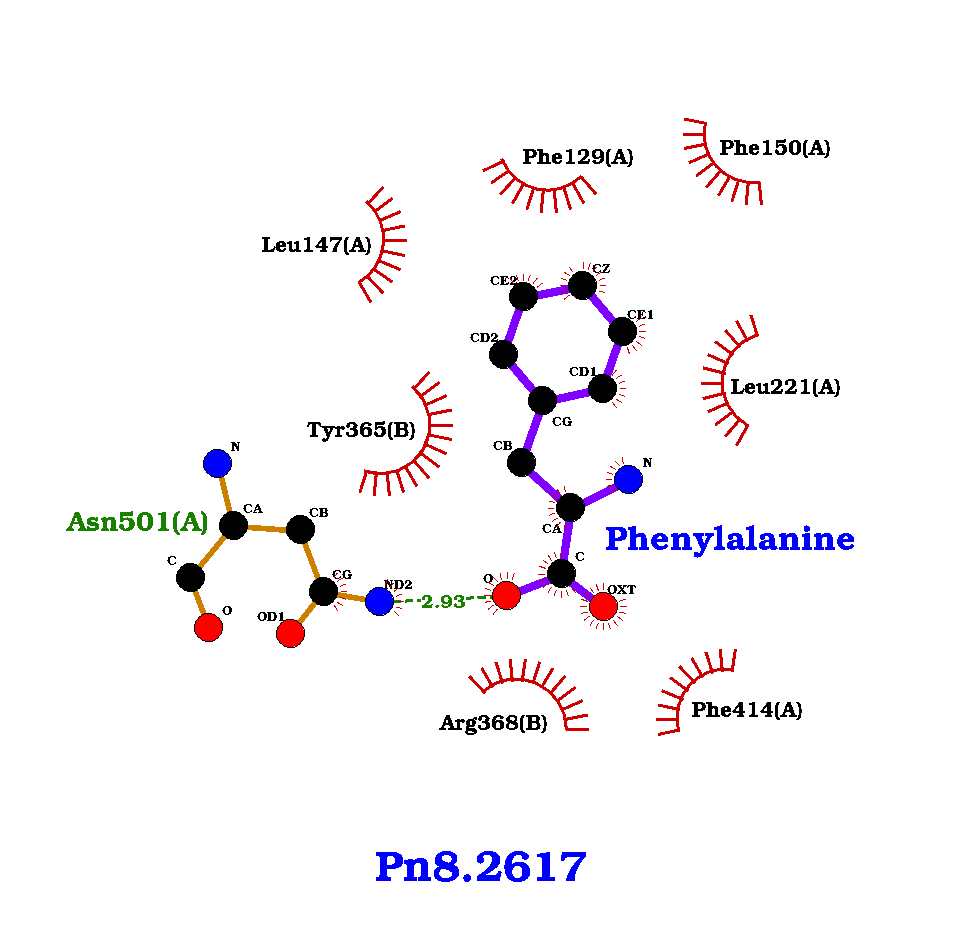 Phe150(A)
Phe129(A)
Leu147(A)
CZ
CE2
CE1
CD2
CD1
Leu221(A)
CG
Tyr365(B)
CB
N
N
CA
CB
Asn501(A)
CA
Phenylalanine
C
C
CG
ND2
O
OXT
2.93
O
OD1
Phe414(A)
Arg368(B)
Pn8.2617